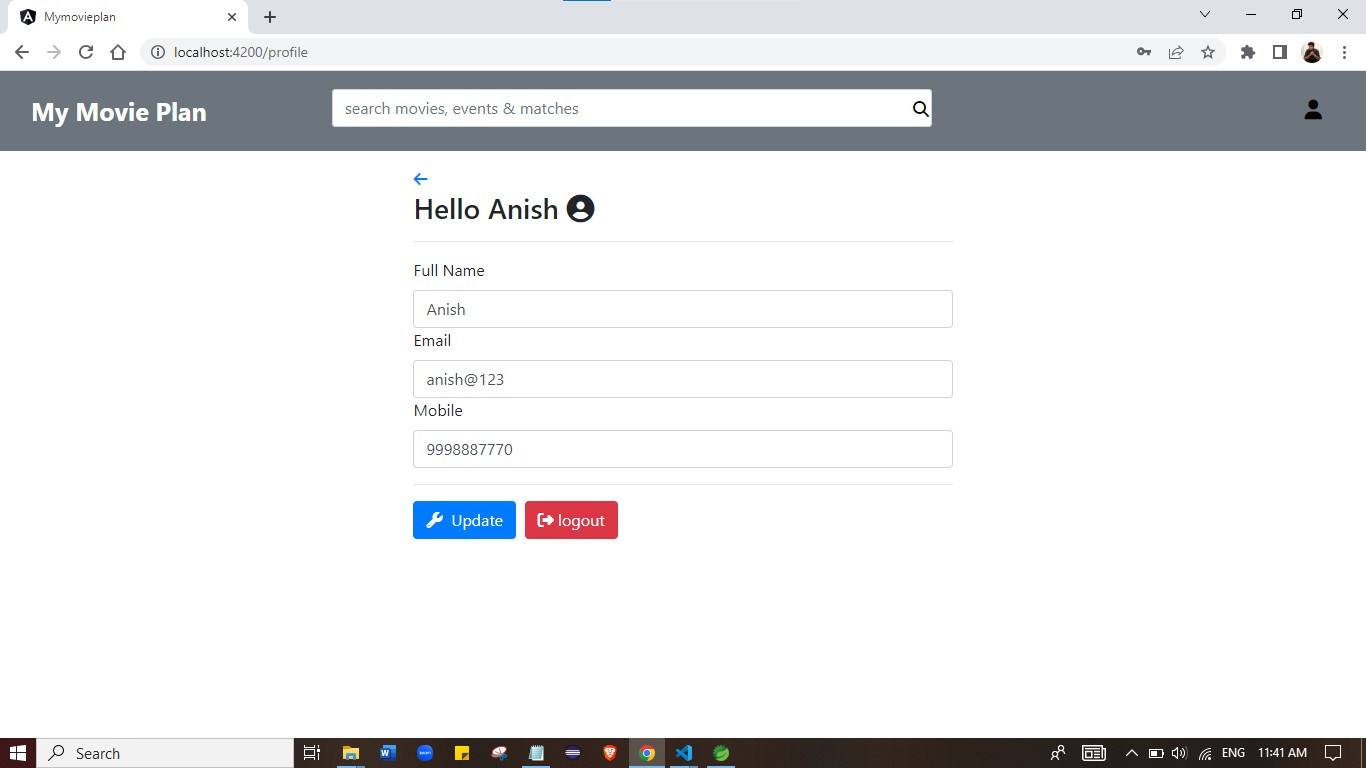 Mymovieplan
localhost:4200/profile
My Movie Plan
search movies, events & matches
Hello Anish
Full Name
Anish
Email
anish@123
Mobile
9998887770
Update
logout
Search
ENG
11:41 AM